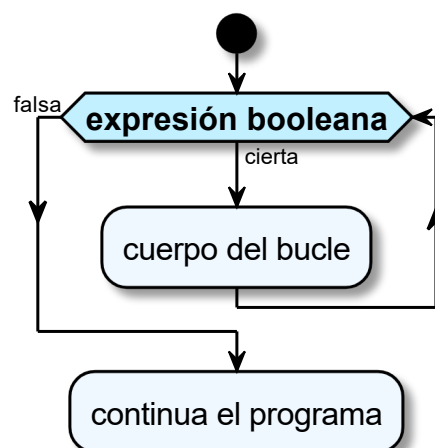 falsa
expresión booleana
cierta
cuerpo del bucle
continua el programa